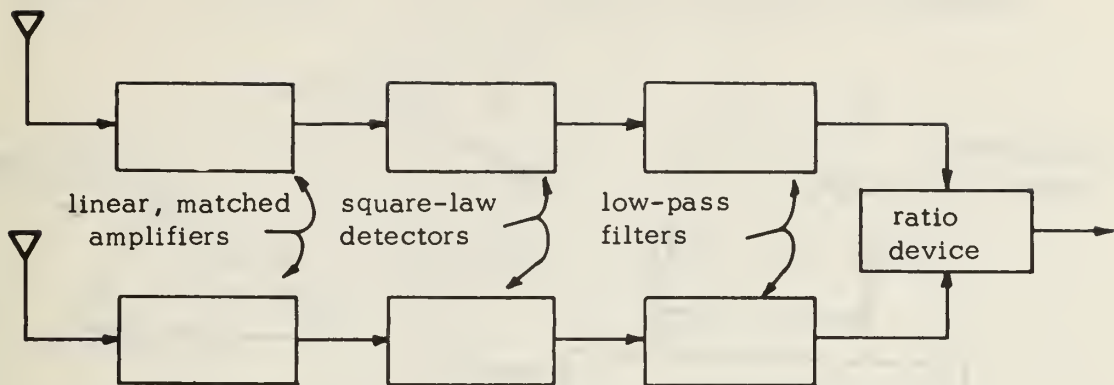 linear, matched
amplifiers
square-law
detectors
low-pass
filters
ratio
device